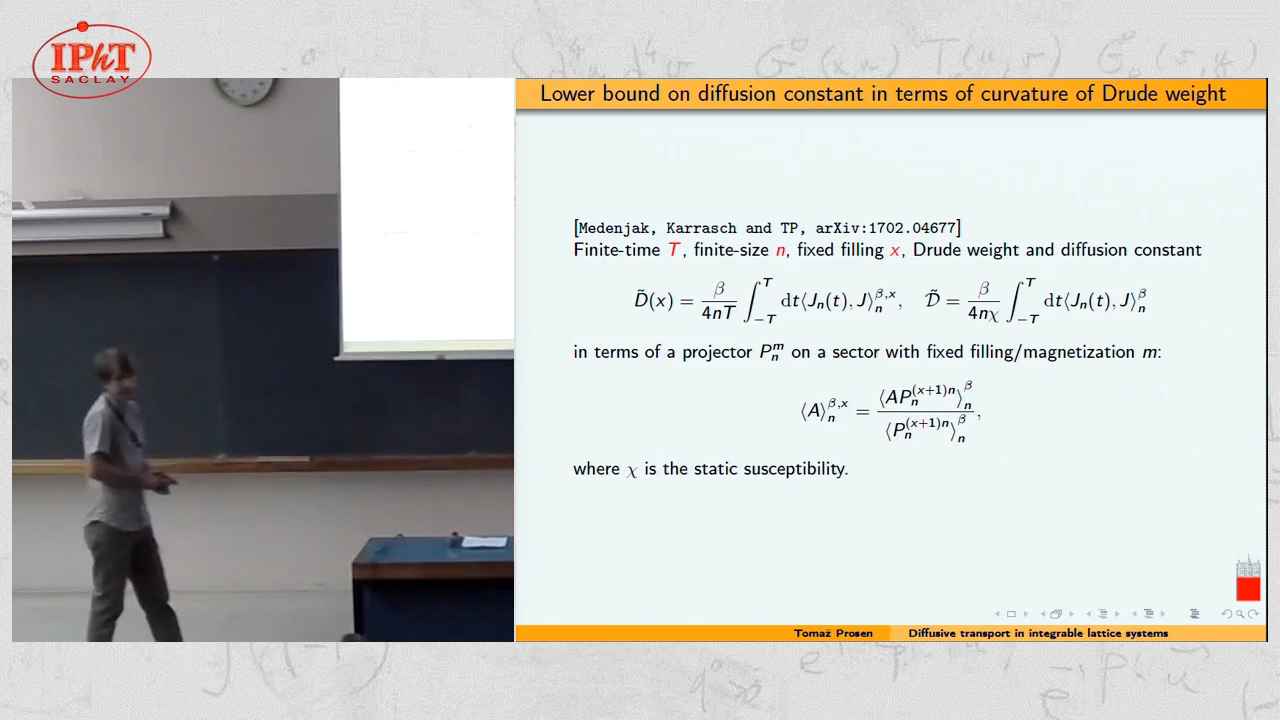 IPhT
SACLAY
Lower bound on diffusion constant in terms of curvature of Drude weight
[Medenjak, Karrasch and TP, arXiv:1702.04677]
Finite-time T, finite-size n, fixed filling x, Drude weight and diffusion constant
D̃(x) = β/4nT ∫_{-T}^{T} dt⟨J_n(t), J⟩_n^{β,x}, 𝒟̃ = β/4nχ ∫_{-T}^{T} dt⟨J_n(t), J⟩_n^β
in terms of a projector P_n^m on a sector with fixed filling/magnetization m:
⟨A⟩_n^{β,x} = ⟨AP_n^{(x+1)n}⟩_n^β / ⟨P_n^{(x+1)n}⟩_n^β,
where χ is the static susceptibility.
Tomaž Prosen Diffusive transport in integrable lattice systems